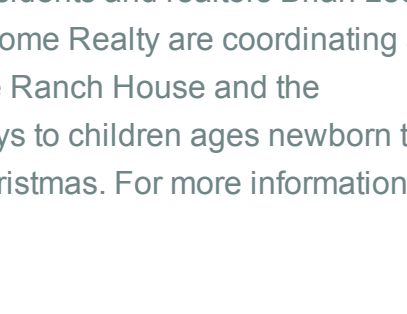 and realtors Brian
ome Realty are coordinating
Ranch House and the
ys to children ages newborn
ristmas. For more information